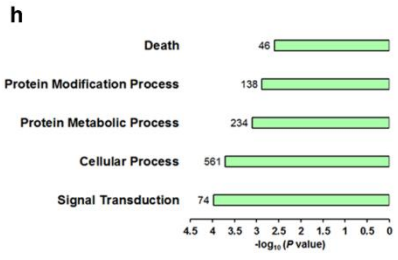 h
Death 46
Protein Modification Process 138
Protein Metabolic Process 234
Cellular Process 561
Signal Transduction 74
4.5 4 3.5 3 2.5 2 1.5 1 0.5 0
-log₁₀ (P value)